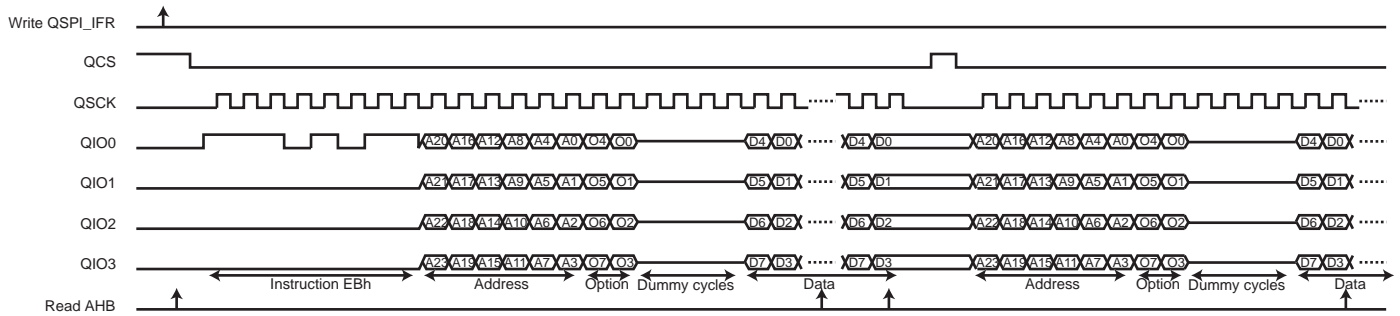 Write QSPI_IFR
QCS
QSCK
QIO0 A20 A16 A12 A8 A4 A0 O4 O0 D4 D0 D4 D0 A20 A16 A12 A8 A4 A0 O4 O0 D4 D0
QIO1 A21 A17 A13 A9 A5 A1 O5 O1 D5 D1 D5 D1 A21 A17 A13 A9 A5 A1 O5 O1 D5 D1
QIO2 A22 A18 A14 A10 A6 A2 O6 O2 D6 D2 D6 D2 A22 A18 A14 A10 A6 A2 O6 O2 D6 D2
QIO3 A23 A19 A15 A11 A7 A3 O7 O3 D7 D3 D7 D3 A23 A19 A15 A11 A7 A3 O7 O3 D7 D3
Instruction EBh Address Option Dummy cycles Data Address Option Dummy cycles Data
Read AHB